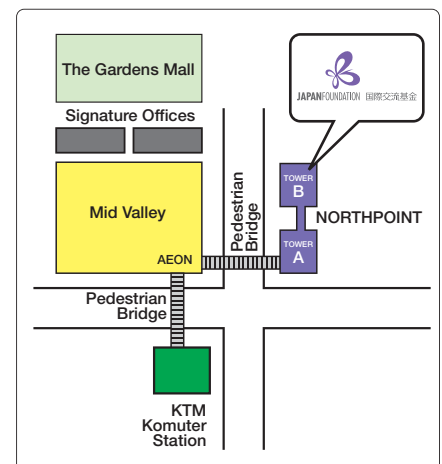 The Gardens Mall
Signature Offices
JAPANFOUNDATION 国際交流基金
Mid Valley
AEON
Pedestrian
Bridge
TOWER
B
NORTHPOINT
TOWER
A
Pedestrian
Bridge
KTM
Komuter
Station